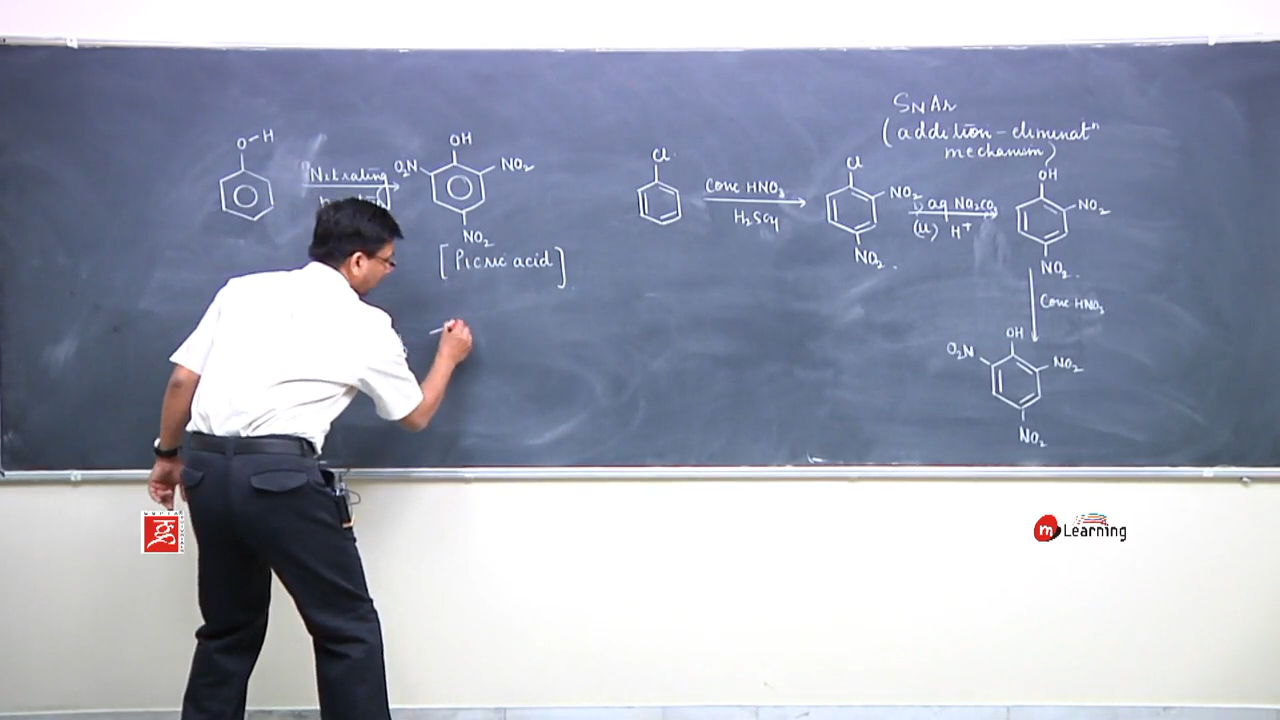 O-H
Nitrating
OH
O₂N
NO₂
NO₂
[Picric acid]
Cl
Conc HNO₃
H₂SO₄
SNAr
(addition-eliminatⁿ
mechanism)
Cl
NO₂
NO₂
aq Na₂CO₃
(ii) H⁺
OH
NO₂
NO₂
Conc HNO₃
OH
O₂N
NO₂
NO₂
m Learning